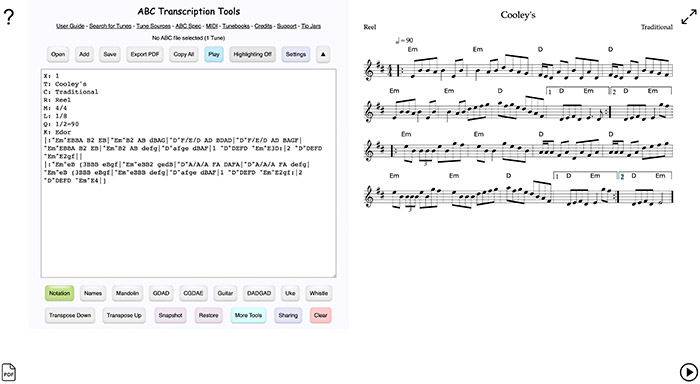 ?
ABC Transcription Tools
User Guide - Search for Tunes - Tune Sources - ABC Spec - MIDI - Tunebooks - Credits - Support - Tip Jars
No ABC file selected (1 Tune)
Open Add Save Export PDF Copy All Play Highlighting Off Settings ▲
X: 1
T: Cooley's
C: Traditional
R: Reel
M: 4/4
L: 1/8
Q: 1/2=90
K: Edor
|:"Em"EBBA B2 EB|"Em"B2 AB dBAG|"D"F/E/D AD BDAD|"D"F/E/D AD BAGF|
"Em"EBBA B2 EB|"Em"B2 AB defg|"D"afge dBAF|1 "D"DEFD "Em"E3D:|2 "D"DEFD
"Em"E2gf||
|:"Em"eB (3BBB eBgf|"Em"eBB2 gedB|"D"A/A/A FA DAFA|"D"A/A/A FA defg|
"Em"eB (3BBB eBgf|"Em"eBBB defg|"D"afge dBAF|1 "D"DEFD "Em"E2gf:|2
"D"DEFD "Em"E4|]
Notation Names Mandolin GDAD CGDAE Guitar DADGAD Uke Whistle
Transpose Down Transpose Up Snapshot Restore More Tools Sharing Clear
PDF
Cooley's
Reel Traditional
= 90
Em Em D D
Em Em D 1 D Em 2 D Em
Em Em D D
3
Em Em D 1 D Em 2 D Em
3